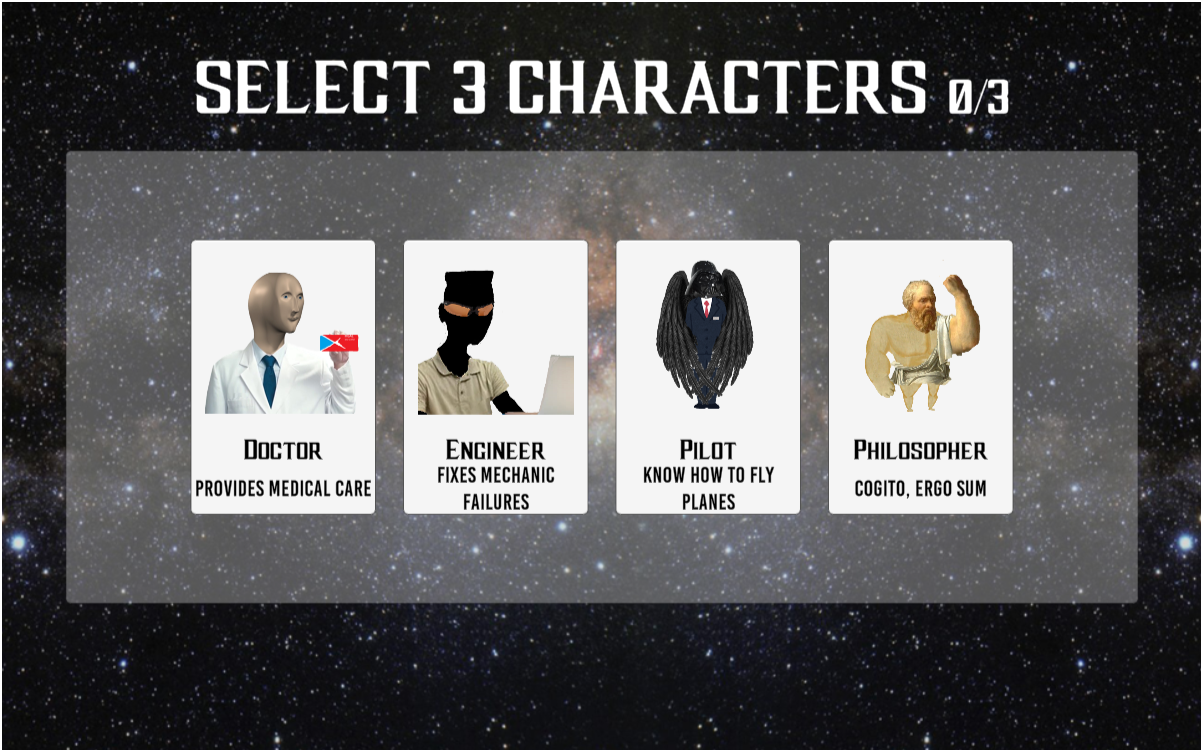 SELECT 3 CHARACTERS 0/3
DOCTOR
PROVIDES MEDICAL CARE
ENGINEER
FIXES MECHANIC
FAILURES
PILOT
KNOW HOW TO FLY
PLANES
PHILOSOPHER
COGITO, ERGO SUM